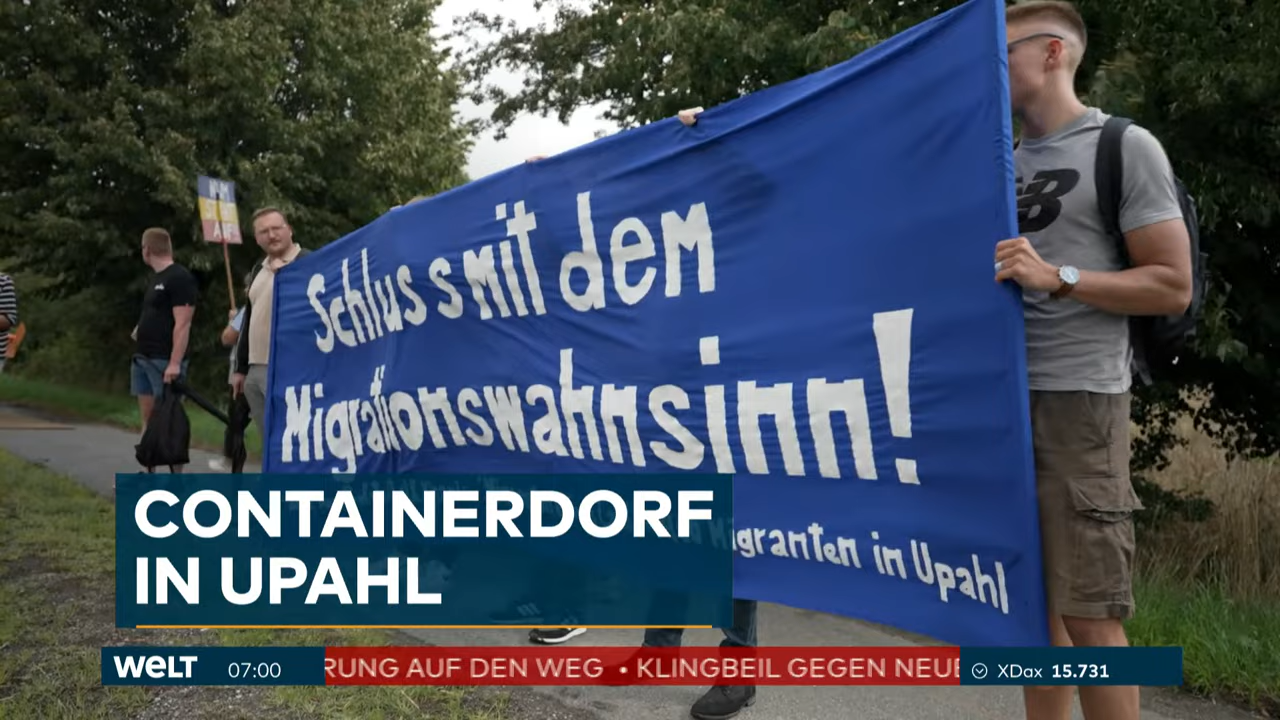 Schluss mit dem
Migrationswahnsinn!
igranten in Upahl
CONTAINERDORF
IN UPAHL
WELT 07:00 RUNG AUF DEN WEG • KLINGBEIL GEGEN NEUE XDax 15.731